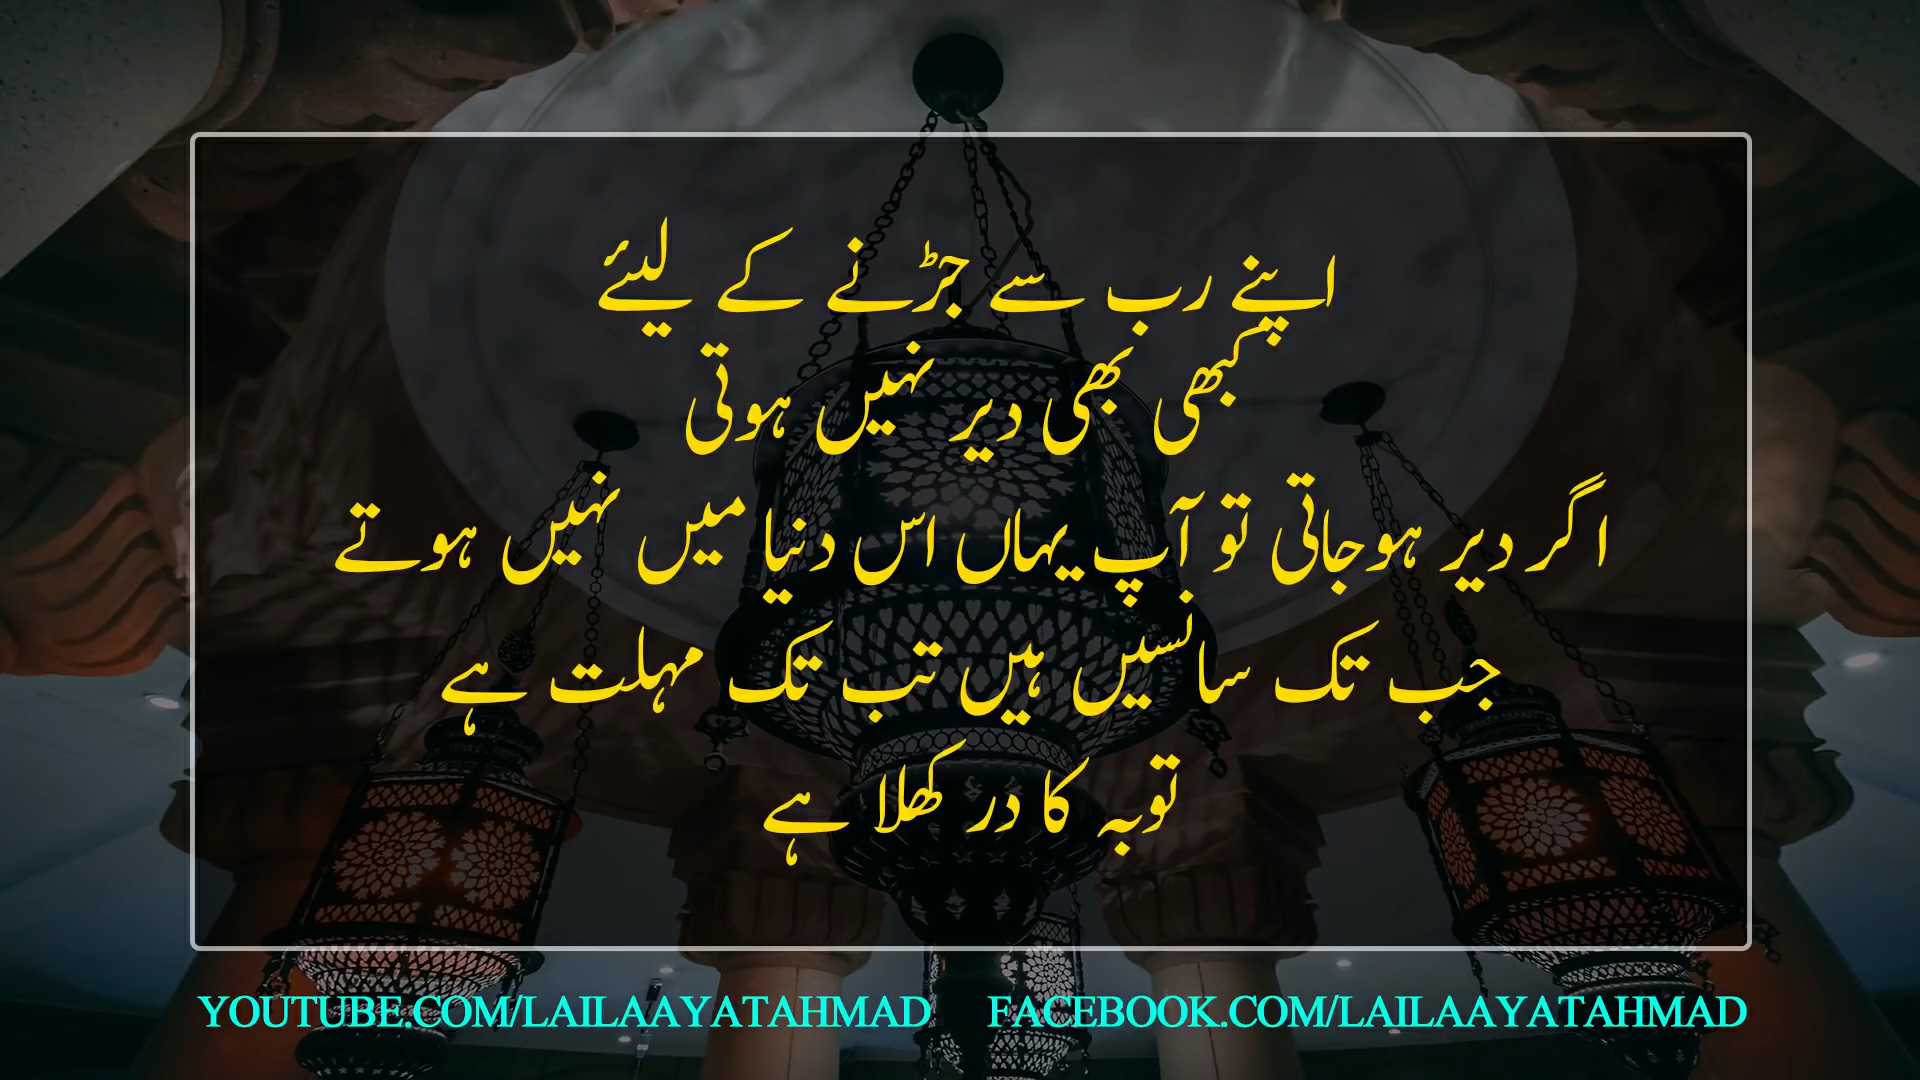 اپنے رب سے جڑنے کے لیئے
کبھی بھی دیر نہیں ہوتی
اگر دیر ہوجاتی تو آپ یہاں اس دنیا میں نہیں ہوتے
جب تک سانسیں ہیں تب تک مہلت ہے
توبہ کا در کھلا ہے
YOUTUBE.COM/LAILAAYATAHMAD FACEBOOK.COM/LAILAAYATAHMAD